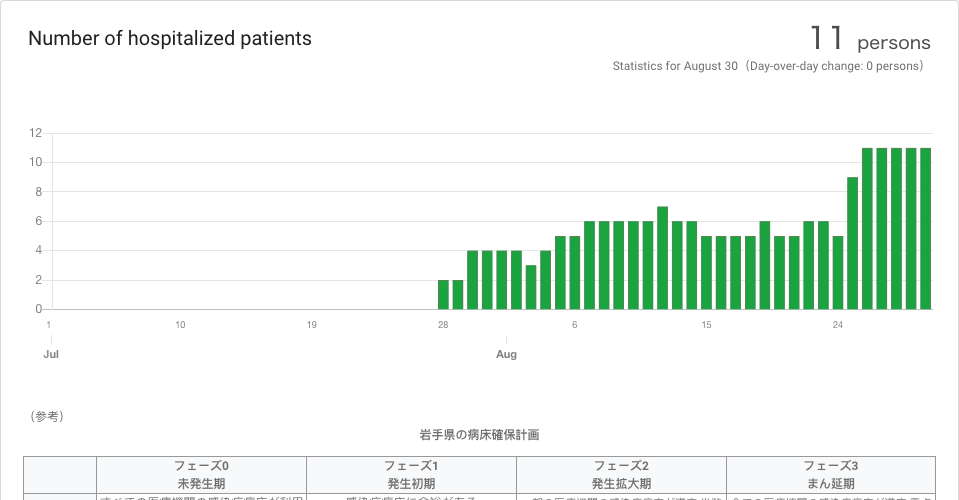 Number of hospitalized patients
11 persons
Statistics for August 30（Day-over-day change: 0 persons）
12
10
8
6
4
2
0
1 10 19 28 6 15 24
Jul Aug
（参考）
岩手県の病床確保計画
フェーズ0 フェーズ1 フェーズ2 フェーズ3
未発生期 発生初期 発生拡大期 まん延期